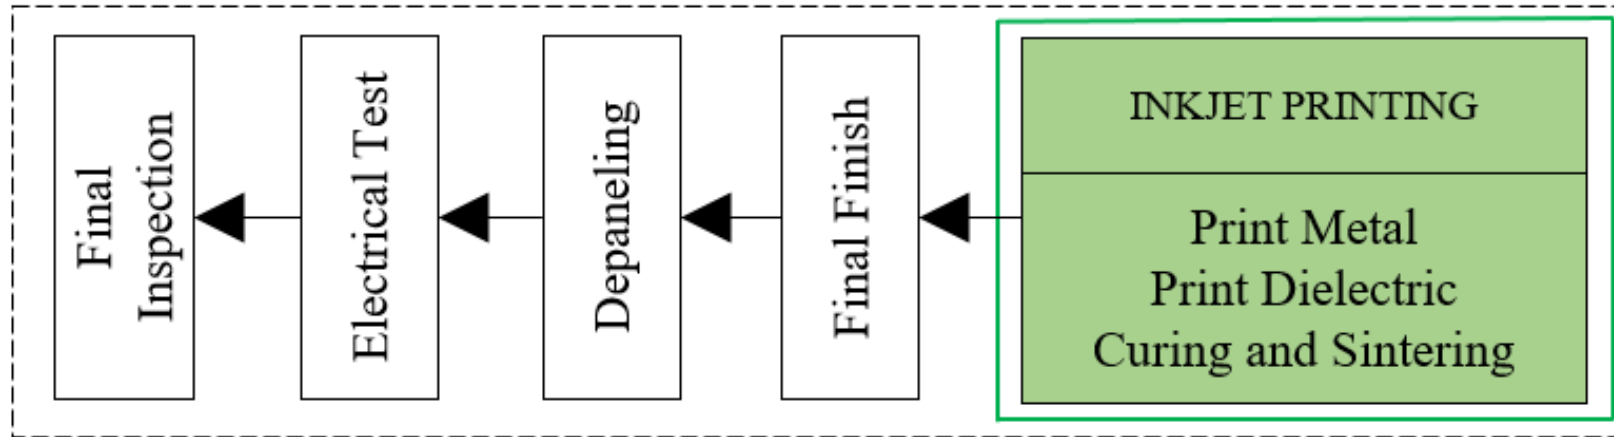 Final
Inspection
Electrical Test
Depaneling
Final Finish
INKJET PRINTING
Print Metal
Print Dielectric
Curing and Sintering